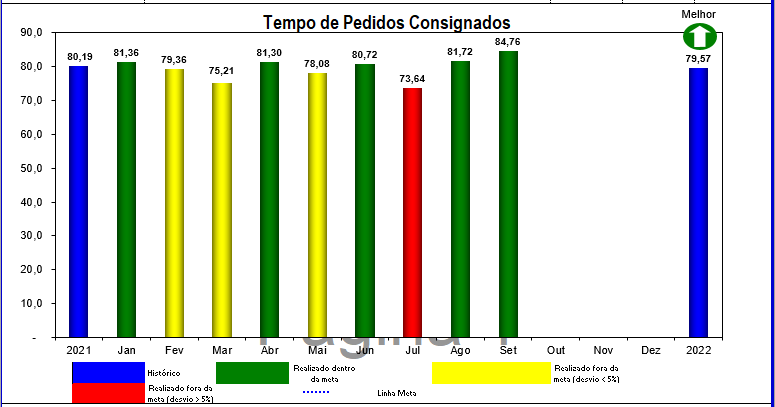 Tempo de Pedidos Consignados
Melhor
90,0
80,0
70,0
60,0
50,0
40,0
30,0
20,0
10,0
-
80,19
81,36
79,36
75,21
81,30
78,08
80,72
73,64
81,72
84,76
79,57
2021 Jan Fev Mar Abr Mai Jun Jul Ago Set Out Nov Dez 2022
Histórico
Realizado dentro
da meta
Realizado fora da
meta (desvio < 5%)
Realizado fora da
meta (desvio > 5%)
Linha Meta